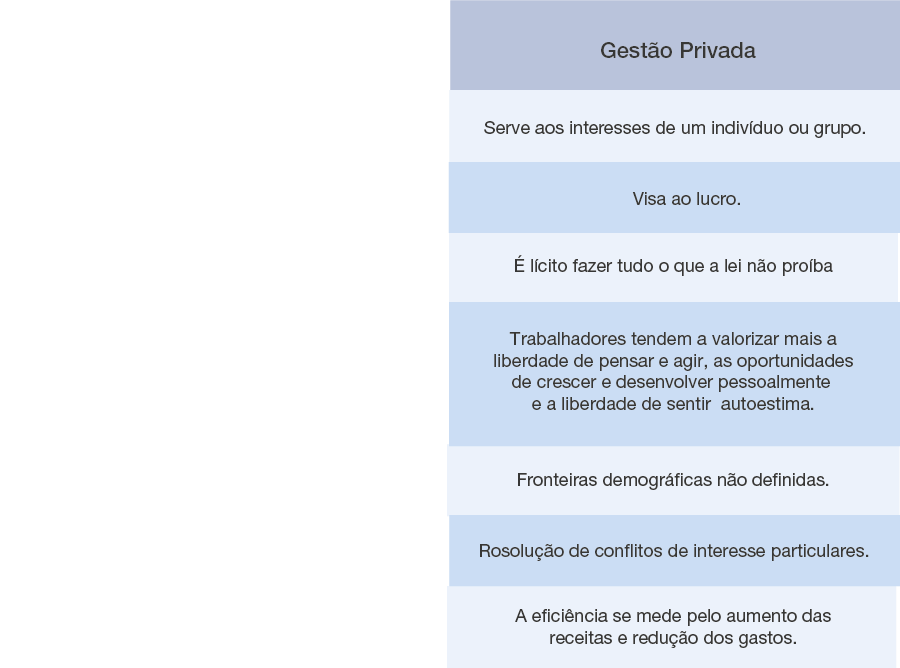 Gestão Privada
Serve aos interesses de um indivíduo ou grupo.
Visa ao lucro.
É lícito fazer tudo o que a lei não proíba
Trabalhadores tendem a valorizar mais a
liberdade de pensar e agir, as oportunidades
de crescer e desenvolver pessoalmente
e a liberdade de sentir  autoestima.
Fronteiras demográficas não definidas.
Rosolução de conflitos de interesse particulares.
A eficiência se mede pelo aumento das
receitas e redução dos gastos.